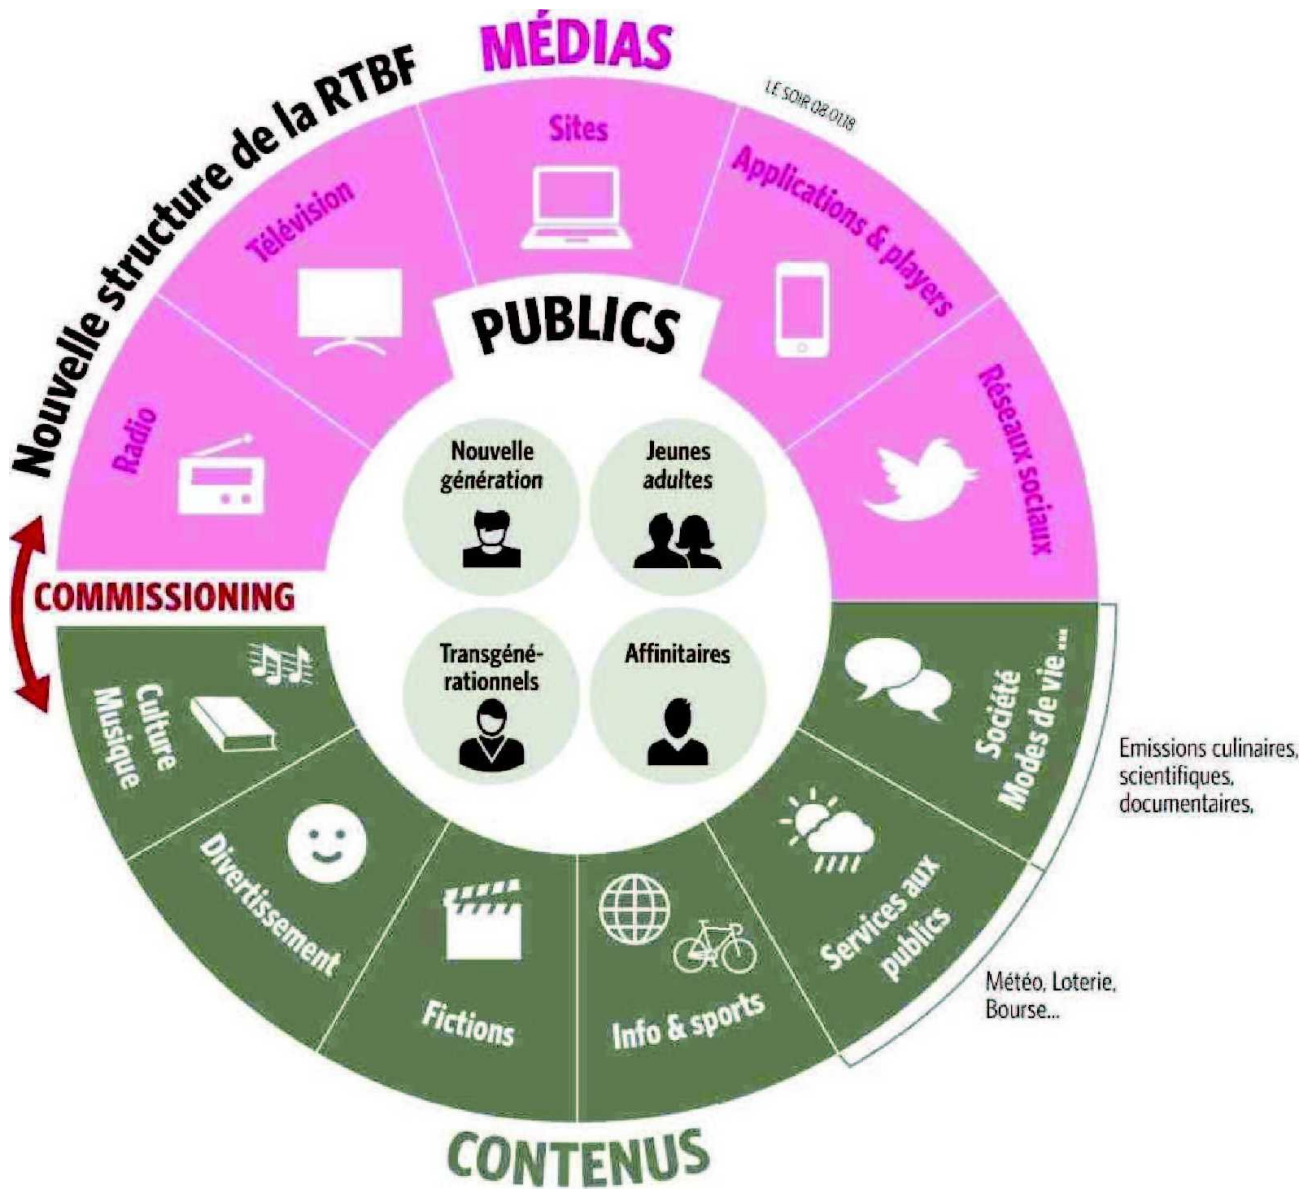 Nouvelle structure de la RTBF
MÉDIAS
LE SOIR 08.01.18
Radio
Télévision
Sites
Applications & players
Réseaux sociaux
PUBLICS
Nouvelle
génération
Jeunes
adultes
Transgéné-
rationnels
Affinitaires
COMMISSIONING
Culture
Musique
Divertissement
Fictions
Info & sports
Services aux
publics
Société
Modes de vie ...
Emissions culinaires,
scientifiques,
documentaires,
Météo, Loterie,
Bourse...
CONTENUS